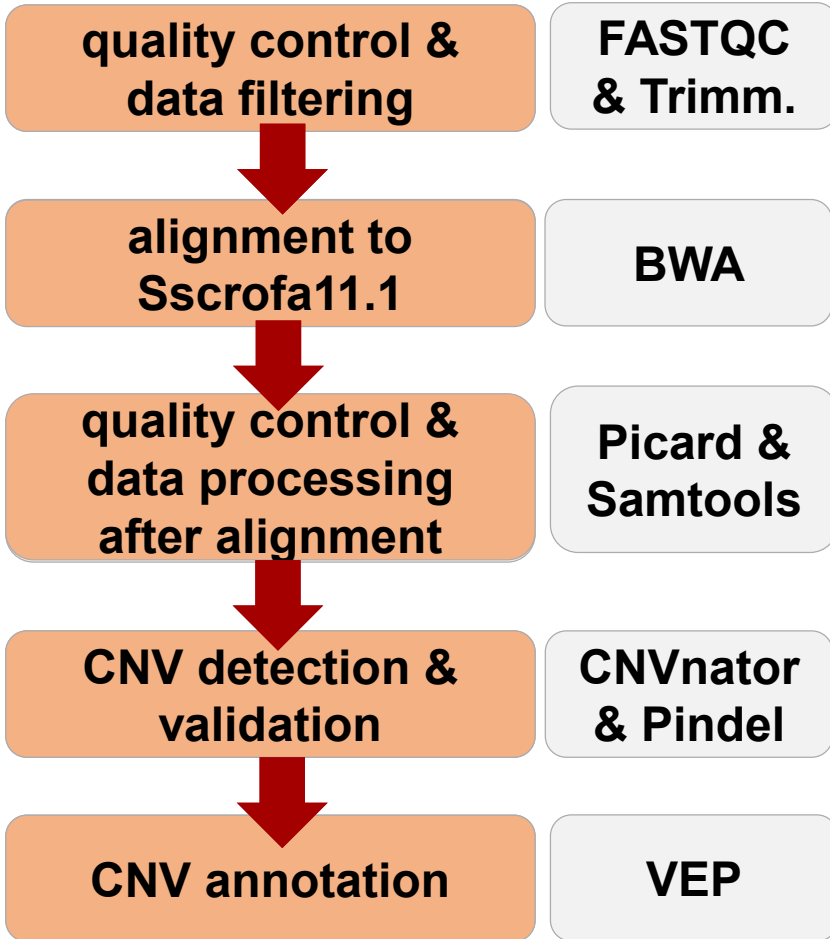 quality control &
data filtering
FASTQC
& Trimm.
alignment to
Sscrofa11.1
BWA
quality control &
data processing
after alignment
Picard &
Samtools
CNV detection &
validation
CNVnator
& Pindel
CNV annotation
VEP